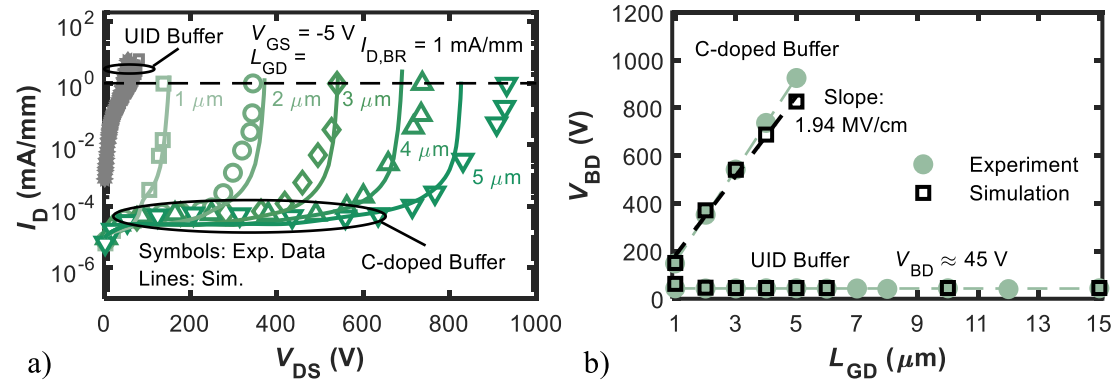 10^2
10^0
10^-2
10^-4
10^-6
I_D (mA/mm)
UID Buffer
V_GS = -5 V
L_GD =
I_D,BR = 1 mA/mm
1 μm
2 μm
3 μm
4 μm
5 μm
Symbols: Exp. Data
Lines: Sim.
C-doped Buffer
0 200 400 600 800 1000
V_DS (V)
a)
1200
1000
800
600
400
200
0
V_BD (V)
C-doped Buffer
Slope:
1.94 MV/cm
Experiment
Simulation
UID Buffer V_BD ≈ 45 V
1 3 5 7 9 11 13 15
L_GD (μm)
b)